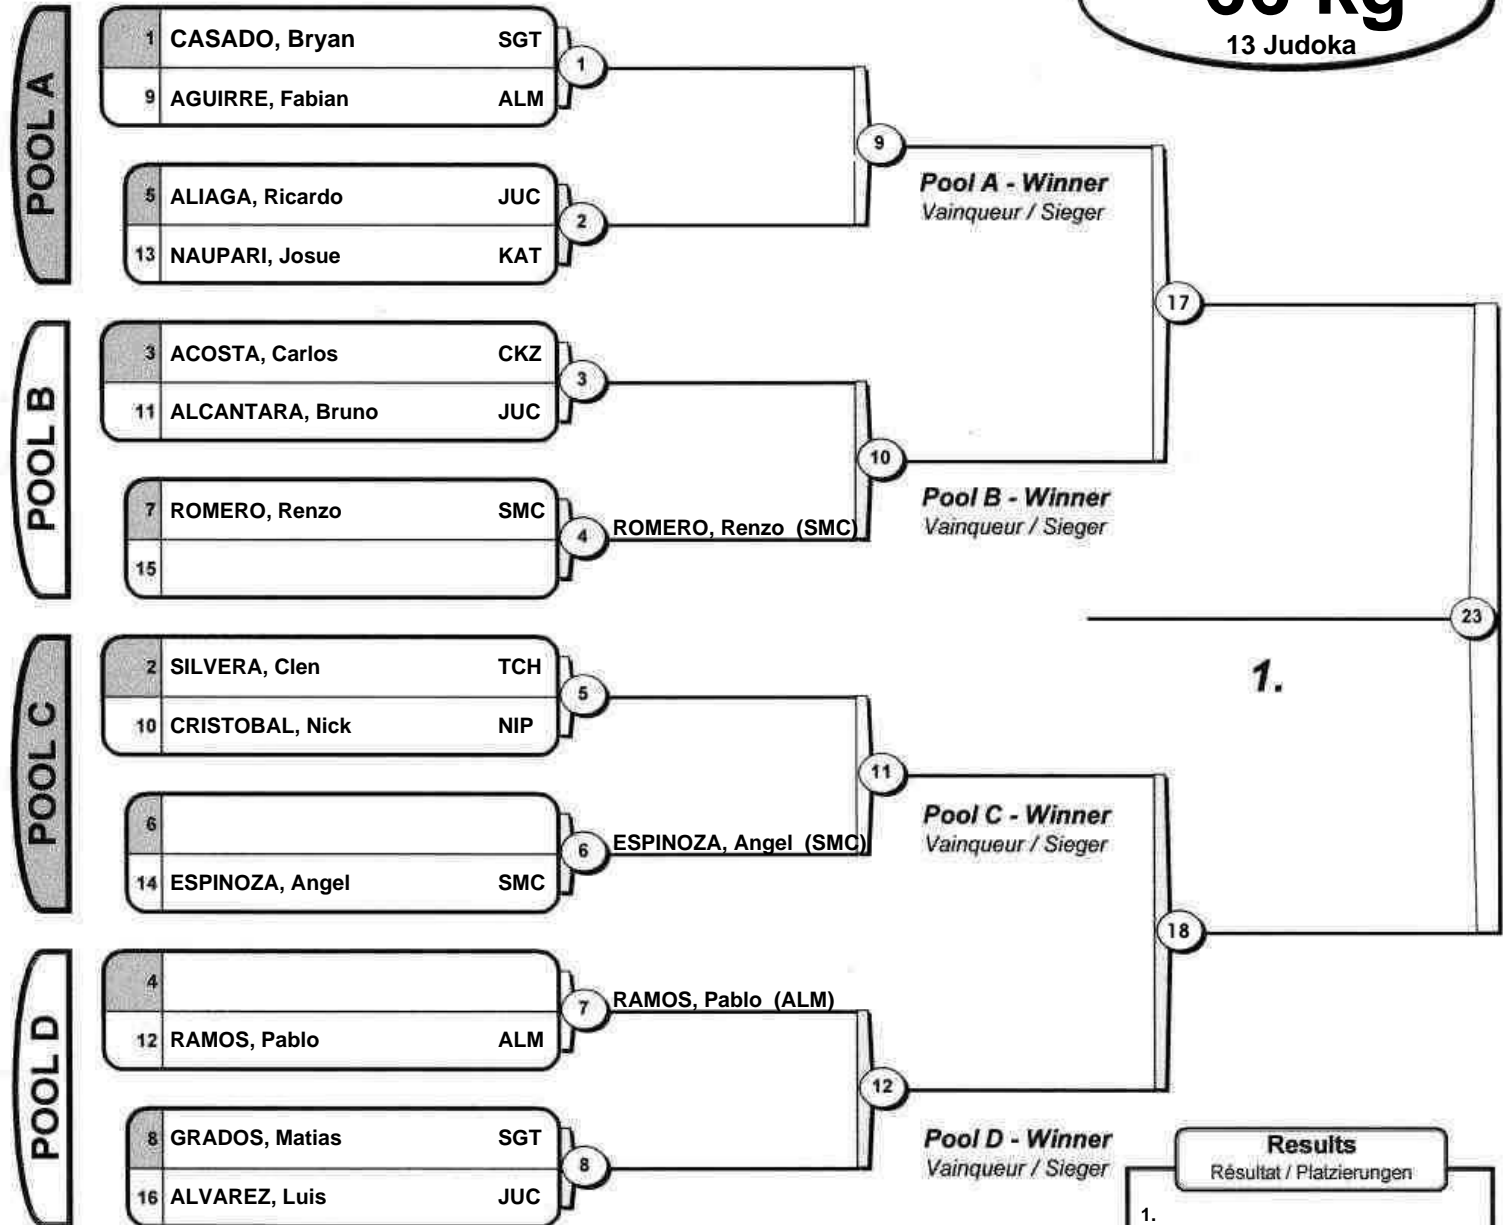 kg
13 Judoka
POOL A
1 CASADO, Bryan SGT
9 AGUIRRE, Fabian ALM
1
5 ALIAGA, Ricardo JUC
13 NAUPARI, Josue KAT
2
9
Pool A - Winner
Vainqueur / Sieger
POOL B
3 ACOSTA, Carlos CKZ
11 ALCANTARA, Bruno JUC
3
7 ROMERO, Renzo SMC
15
4
ROMERO, Renzo (SMC)
10
Pool B - Winner
Vainqueur / Sieger
17
POOL C
2 SILVERA, Clen TCH
10 CRISTOBAL, Nick NIP
5
6
14 ESPINOZA, Angel SMC
6
ESPINOZA, Angel (SMC)
11
Pool C - Winner
Vainqueur / Sieger
POOL D
4
12 RAMOS, Pablo ALM
7
RAMOS, Pablo (ALM)
8 GRADOS, Matias SGT
16 ALVAREZ, Luis JUC
8
12
Pool D - Winner
Vainqueur / Sieger
18
23
1.
Results
Résultat / Platzierungen
1.